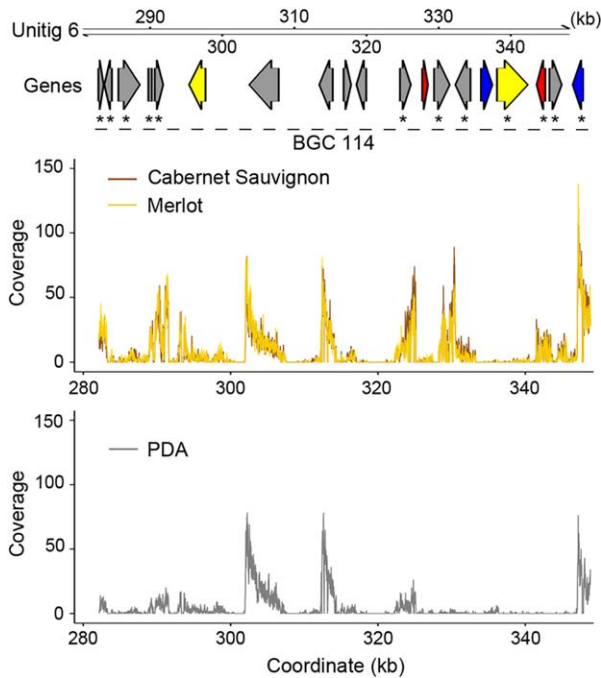 290 310 330 (kb)
Unitig 6
300 320 340
Genes
* * * * * * * * * * * *
BGC 114
150
100
50
0
Coverage
Cabernet Sauvignon
Merlot
280 300 320 340
150
100
50
0
Coverage
PDA
280 300 320 340
Coordinate (kb)